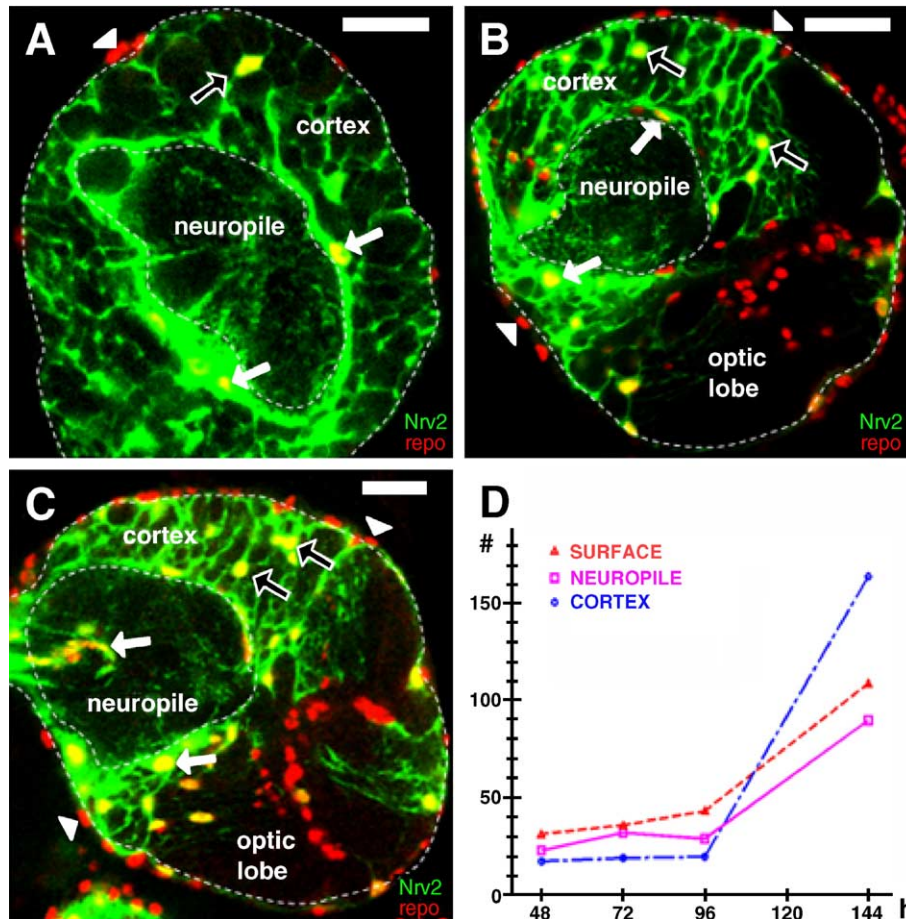 A
cortex
neuropile
Nrv2
repo
B
cortex
neuropile
optic
lobe
Nrv2
repo
C
cortex
neuropile
optic
lobe
Nrv2
repo
D
#
SURFACE
NEUROPILE
CORTEX
150
100
50
0
48 72 96 120 144 h